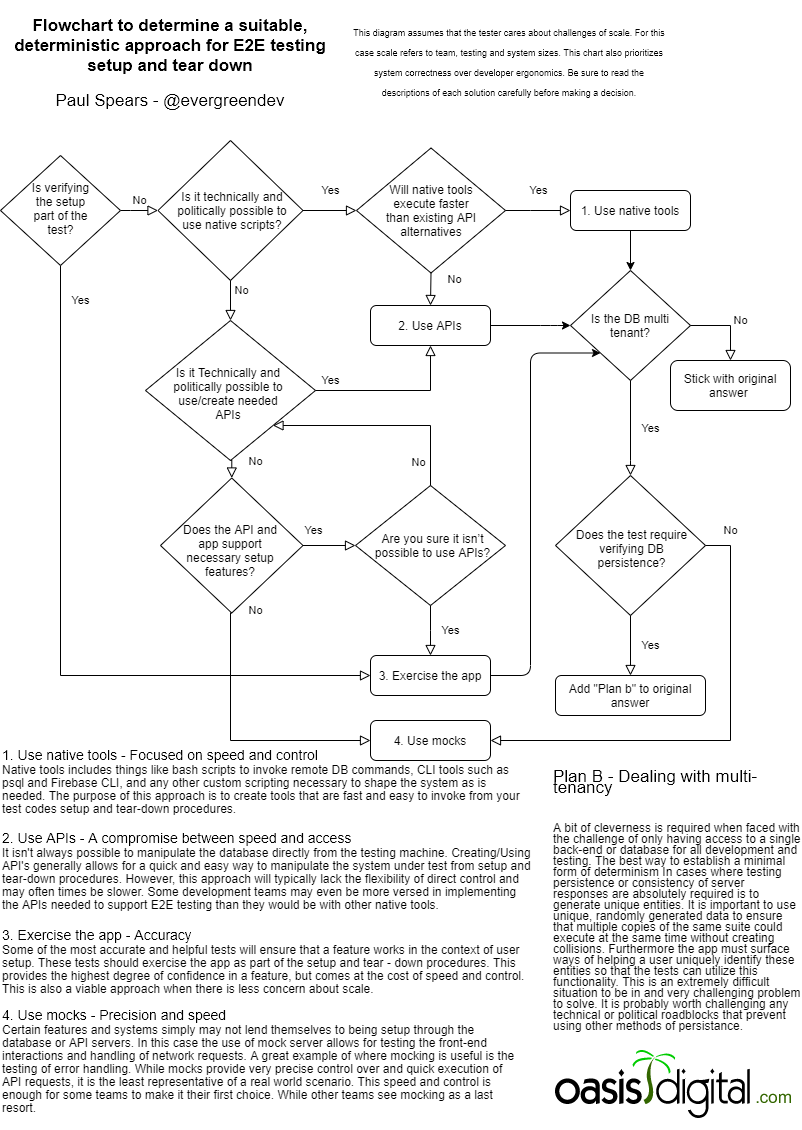 Flowchart to determine a suitable,
deterministic approach for E2E testing
setup and tear down
Paul Spears - @evergreendev
This diagram assumes that the tester cares about challenges of scale. For this
case scale refers to team, testing and system sizes. This chart also prioritizes
system correctness over developer ergonomics. Be sure to read the
descriptions of each solution carefully before making a decision.
Is verifying
the setup
part of the
test?
No
Is it technically and
politically possible to
use native scripts?
Yes
Will native tools
execute faster
than existing API
alternatives
Yes
1. Use native tools
Yes
No
No
2. Use APIs
Is the DB multi
tenant?
No
Stick with original
answer
Is it Technically and
politically possible to
use/create needed
APIs
Yes
Yes
No
No
Does the API and
app support
necessary setup
features?
Yes
Are you sure it isn't
possible to use APIs?
Does the test require
verifying DB
persistence?
No
No
Yes
Yes
3. Exercise the app
Add "Plan b" to original
answer
4. Use mocks
1. Use native tools - Focused on speed and control
Native tools includes things like bash scripts to invoke remote DB commands, CLI tools such as
psql and Firebase CLI, and any other custom scripting necessary to shape the system as is
needed. The purpose of this approach is to create tools that are fast and easy to invoke from your
test codes setup and tear-down procedures.
2. Use APIs - A compromise between speed and access
It isn't always possible to manipulate the database directly from the testing machine. Creating/Using
API's generally allows for a quick and easy way to manipulate the system under test from setup and
tear-down procedures. However, this approach will typically lack the flexibility of direct control and
may often times be slower. Some development teams may even be more versed in implementing
the APIs needed to support E2E testing than they would be with other native tools.
3. Exercise the app - Accuracy
Some of the most accurate and helpful tests will ensure that a feature works in the context of user
setup. These tests should exercise the app as part of the setup and tear - down procedures. This
provides the highest degree of confidence in a feature, but comes at the cost of speed and control.
This is also a viable approach when there is less concern about scale.
4. Use mocks - Precision and speed
Certain features and systems simply may not lend themselves to being setup through the
database or API servers. In this case the use of mock server allows for testing the front-end
interactions and handling of network requests. A great example of where mocking is useful is the
testing of error handling. While mocks provide very precise control over and quick execution of
API requests, it is the least representative of a real world scenario. This speed and control is
enough for some teams to make it their first choice. While other teams see mocking as a last
resort.
Plan B - Dealing with multi-
tenancy
A bit of cleverness is required when faced with
the challenge of only having access to a single
back-end or database for all development and
testing. The best way to establish a minimal
form of determinism in cases where testing
persistence or consistency of server
responses are absolutely required is to
generate unique entities. It is important to use
unique, randomly generated data to ensure
that multiple copies of the same suite could
execute at the same time without creating
collisions. Furthermore the app must surface
ways of helping a user uniquely identify these
entities so that the tests can utilize this
functionality. This is an extremely difficult
situation to be in and very challenging problem
to solve. It is probably worth challenging any
technical or political roadblocks that prevent
using other methods of persistance.
oasisdigital.com